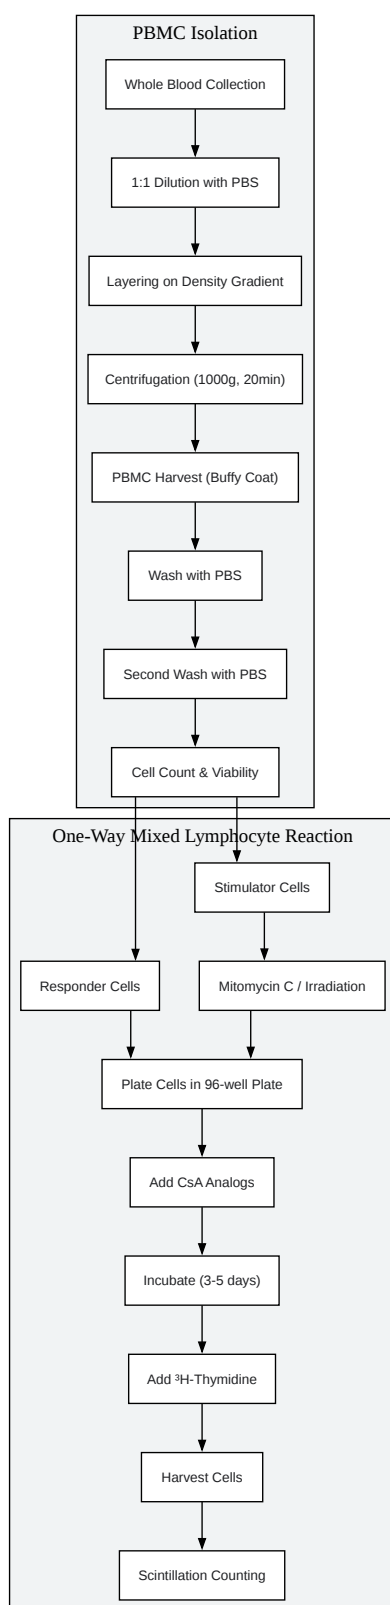 PBMC Isolation
Whole Blood Collection
1:1 Dilution with PBS
Layering on Density Gradient
Centrifugation (1000g, 20min)
PBMC Harvest (Buffy Coat)
Wash with PBS
Second Wash with PBS
Cell Count & Viability
One-Way Mixed Lymphocyte Reaction
Stimulator Cells
Responder Cells
Mitomycin C / Irradiation
Plate Cells in 96-well Plate
Add CsA Analogs
Incubate (3-5 days)
Add ³H-Thymidine
Harvest Cells
Scintillation Counting